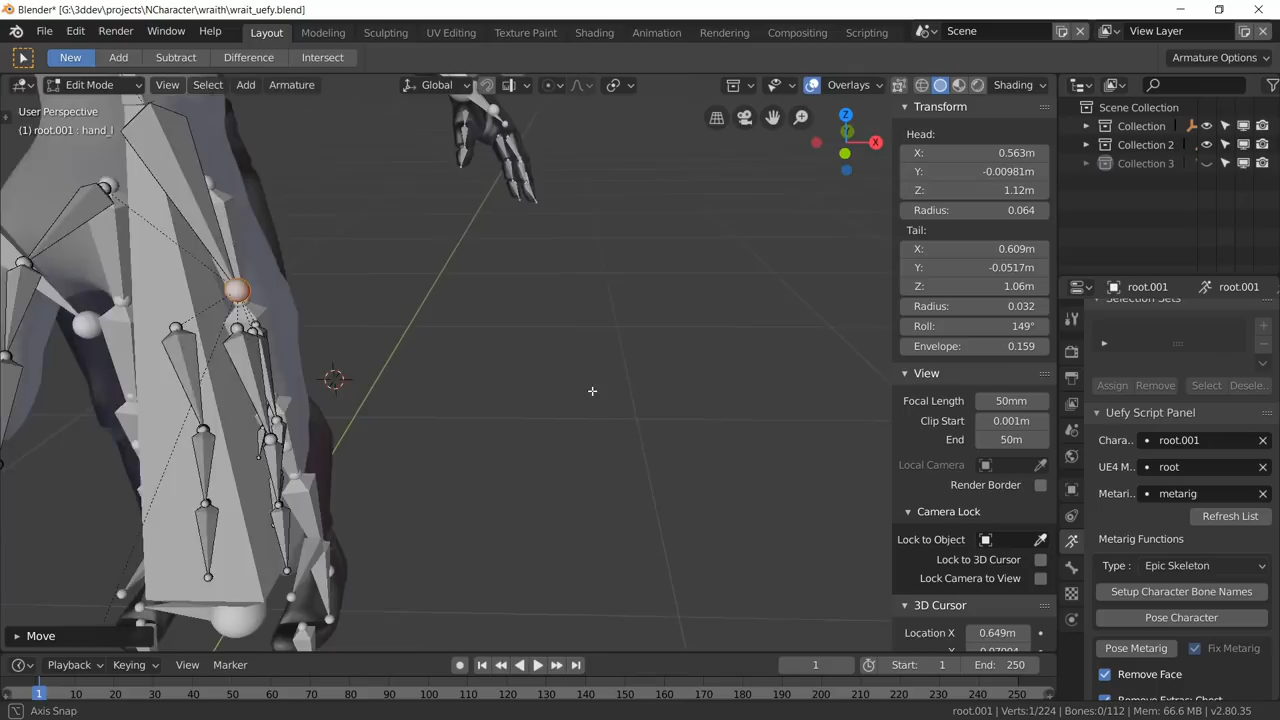 Blender* [G:\3ddev\projects\NCharacter\wraith\wrait_uefy.blend]
File Edit Render Window Help Layout Modeling Sculpting UV Editing Texture Paint Shading Animation Rendering Compositing Scripting Scene View Layer
New Add Subtract Difference Intersect Armature Options
Edit Mode View Select Add Armature Global Overlays Shading
User Perspective
(1) root.001 : hand_l
Z
X
Y
Transform
Head:
X: 0.563m
Y: -0.00981m
Z: 1.12m
Radius: 0.064
Tail:
X: 0.609m
Y: -0.0517m
Z: 1.06m
Radius: 0.032
Roll: 149°
Envelope: 0.159
View
Focal Length 50mm
Clip Start 0.001m
End 50m
Local Camera
Render Border
Camera Lock
Lock to Object
Lock to 3D Cursor
Lock Camera to View
3D Cursor
Location X 0.649m
Scene Collection
Collection
Collection 2
Collection 3
root.001 root.001
Selection Sets
Assign Remove Select Desele..
Uefy Script Panel
Chara.. root.001
UE4 M.. root
Metari.. metarig
Refresh List
Metarig Functions
Type : Epic Skeleton
Setup Character Bone Names
Pose Character
Pose Metarig Fix Metarig
Remove Face
Remove Extras: Chest
Move
Playback Keying View Marker 1 Start: 1 End: 250
1 10 20 30 40 50 60 70 80 90 100 110 120 130 140 150 160 170 180 190 200 210 220 230 240 250
Axis Snap root.001 | Verts:1/224 | Bones:0/112 | Mem: 66.6 MB | v2.80.35